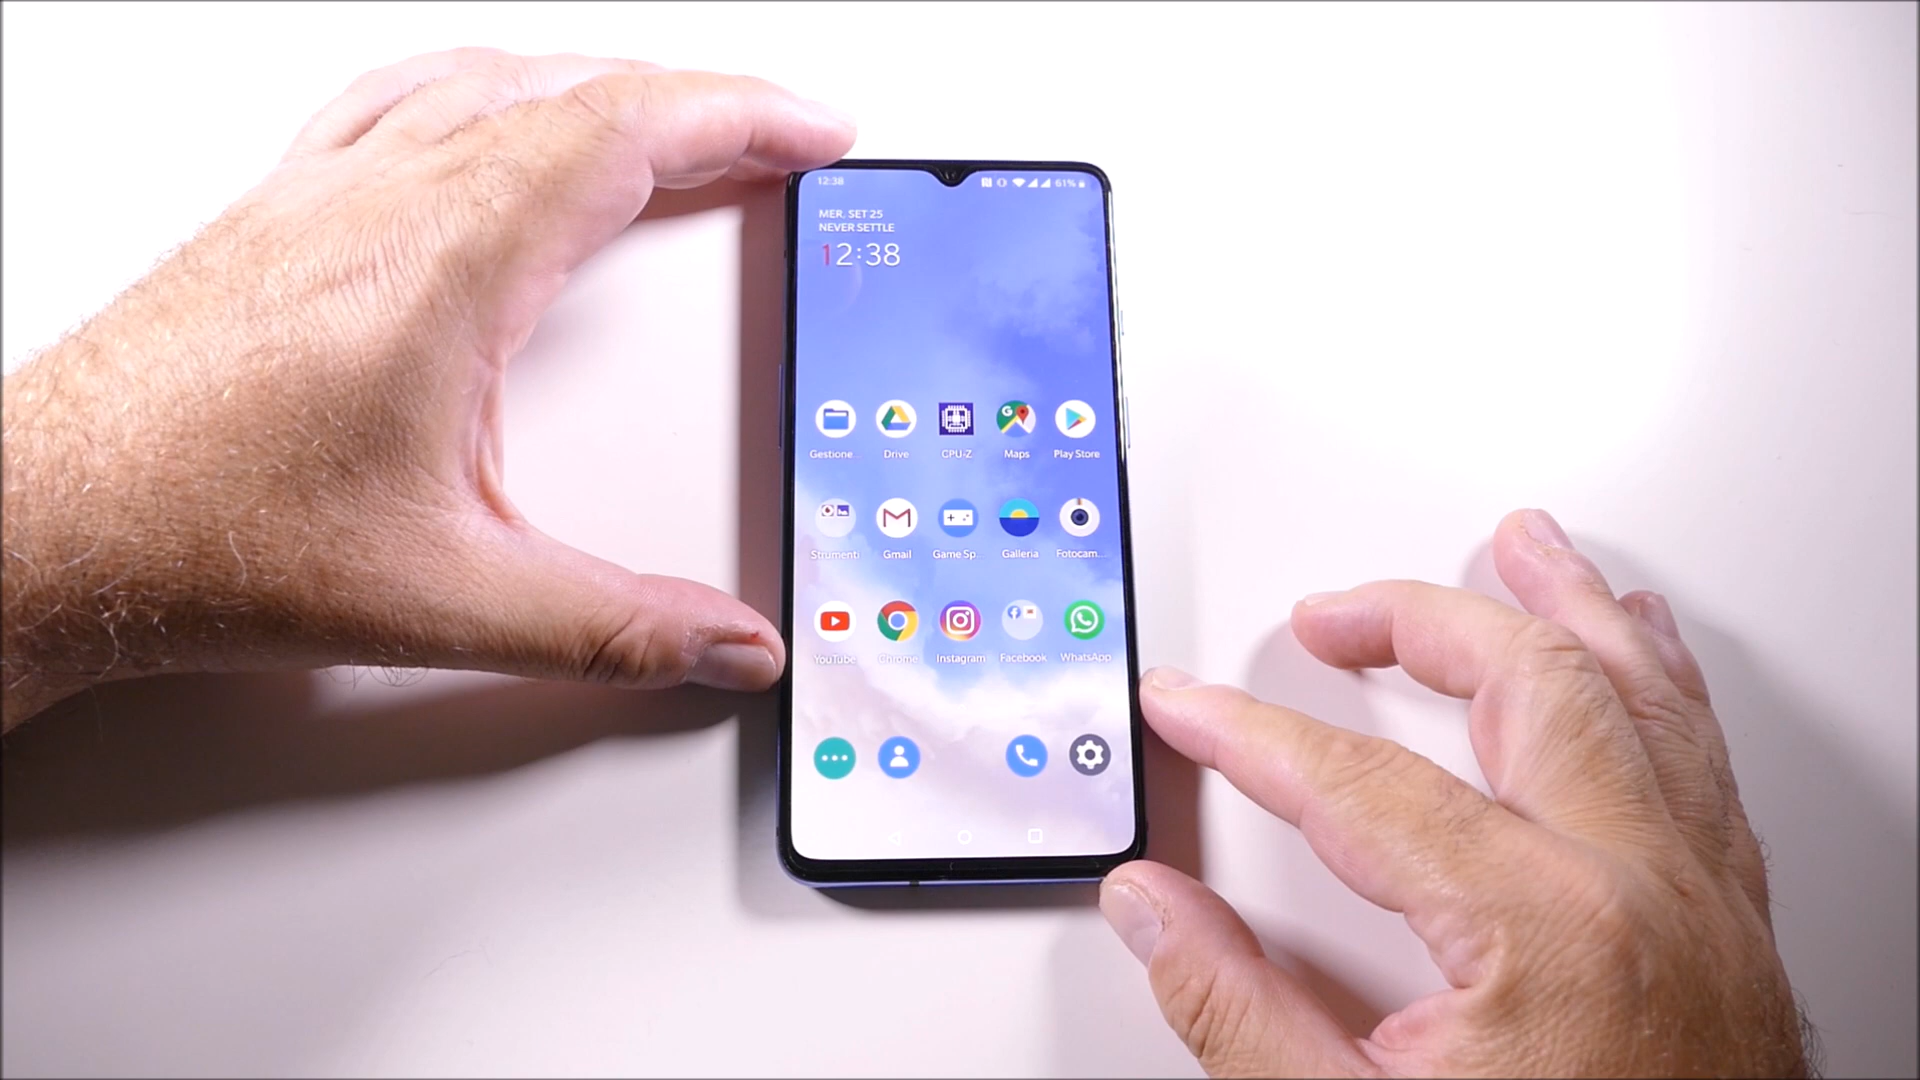 12:38 61%
MER, SET 25
NEVER SETTLE
12:38
Gestione... Drive CPU-Z Maps Play Store
Strumenti Gmail Game Sp... Galleria Fotocam...
YouTube Chrome Instagram Facebook WhatsApp